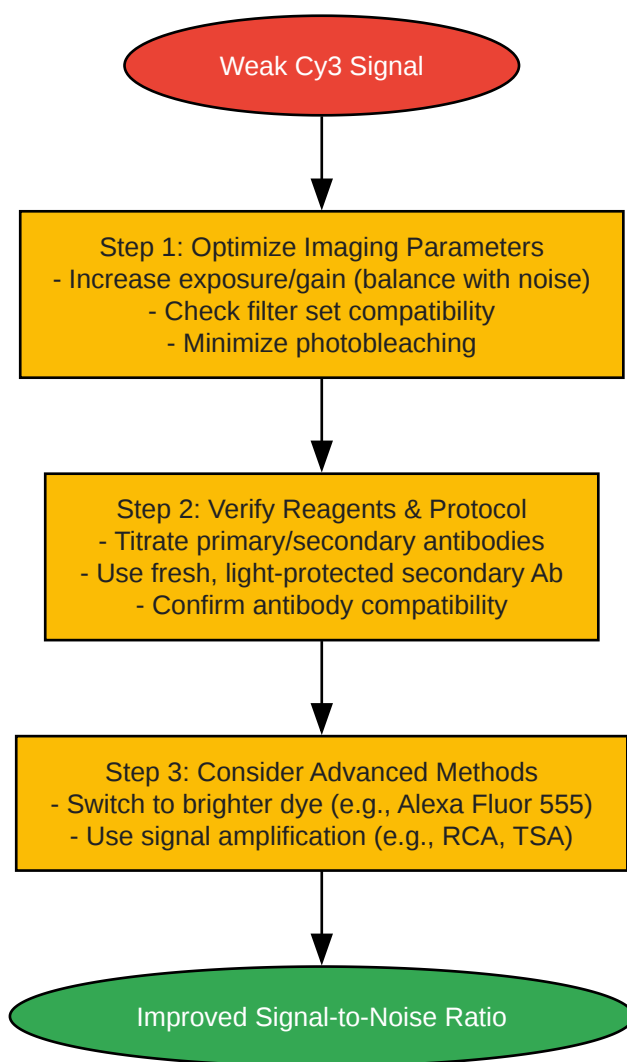 Weak Cy3 Signal
Step 1: Optimize Imaging Parameters
- Increase exposure/gain (balance with noise)
- Check filter set compatibility
- Minimize photobleaching
Step 2: Verify Reagents & Protocol
- Titrate primary/secondary antibodies
- Use fresh, light-protected secondary Ab
- Confirm antibody compatibility
Step 3: Consider Advanced Methods
- Switch to brighter dye (e.g., Alexa Fluor 555)
- Use signal amplification (e.g., RCA, TSA)
Improved Signal-to-Noise Ratio